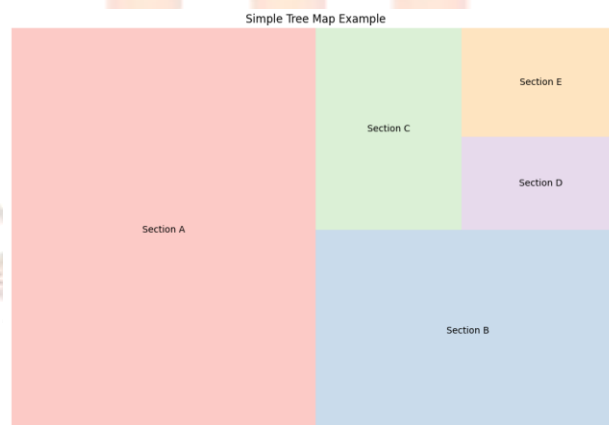 Simple Tree Map Example
Section E
Section C
Section D
Section A
Section B